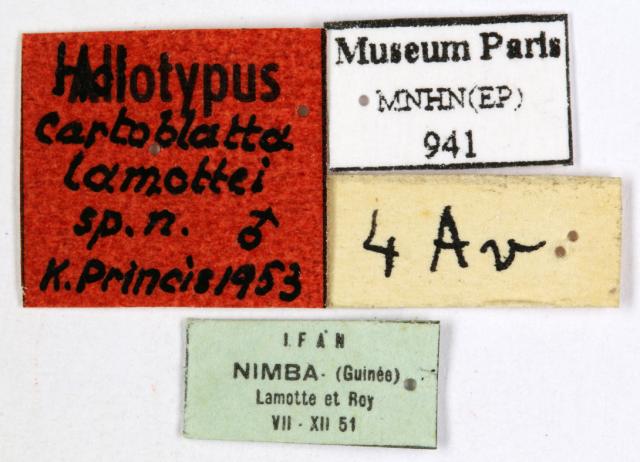 Holotypus
Cartoblatta
lamottei
sp. n. ♂
K. Princis 1953
Museum Paris
MNHN(EP)
941
4 Av
I F A N
NIMBA - (Guinée)
Lamotte et Roy
VII - XII 51